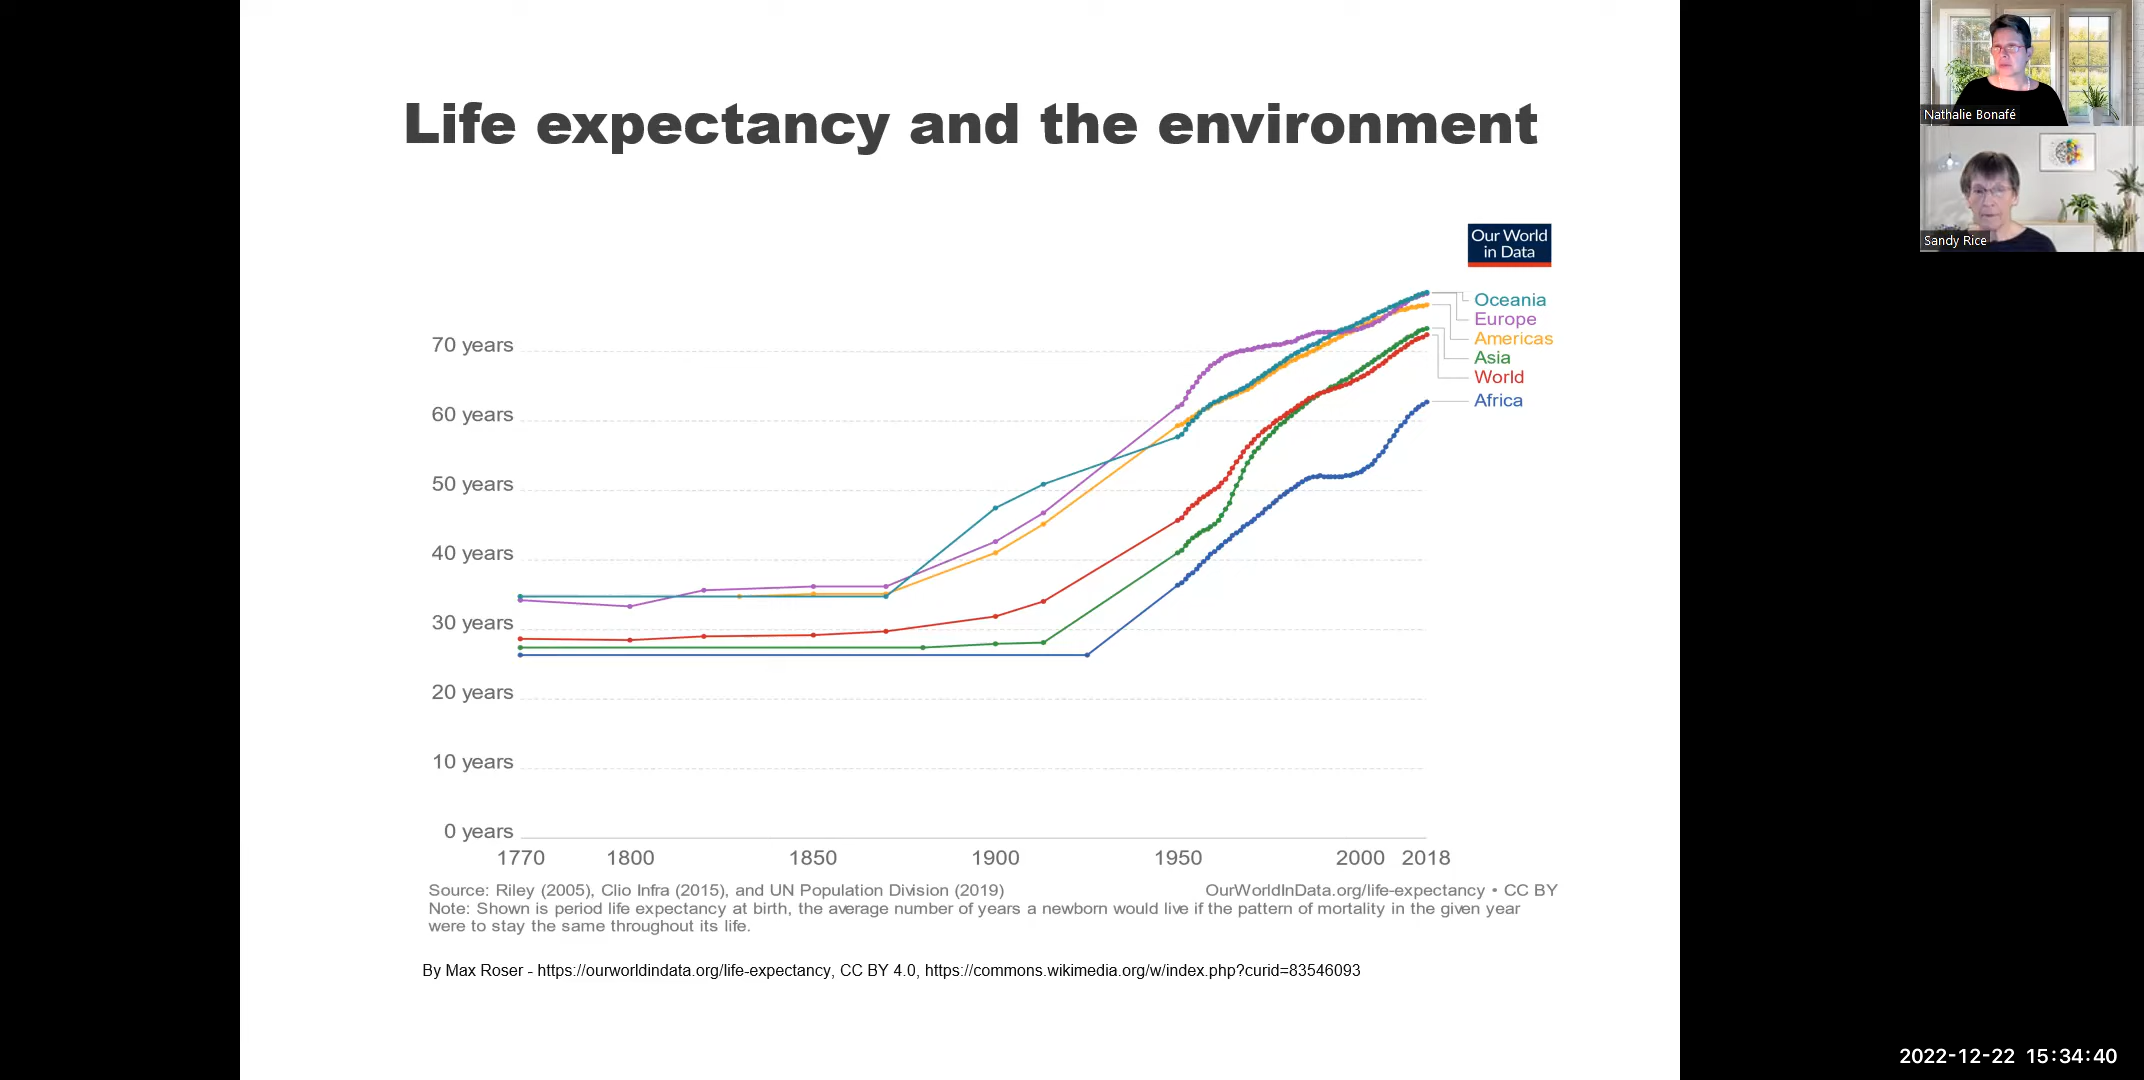 Life expectancy and the environment
Our World
in Data
Oceania
Europe
Americas
Asia
World
Africa
70 years
60 years
50 years
40 years
30 years
20 years
10 years
0 years
1770 1800 1850 1900 1950 2000 2018
Source: Riley (2005), Clio Infra (2015), and UN Population Division (2019) OurWorldInData.org/life-expectancy • CC BY
Note: Shown is period life expectancy at birth, the average number of years a newborn would live if the pattern of mortality in the given year
were to stay the same throughout its life.
By Max Roser - https://ourworldindata.org/life-expectancy, CC BY 4.0, https://commons.wikimedia.org/w/index.php?curid=83546093
Nathalie Bonafé
Sandy Rice
2022-12-22 15:34:40